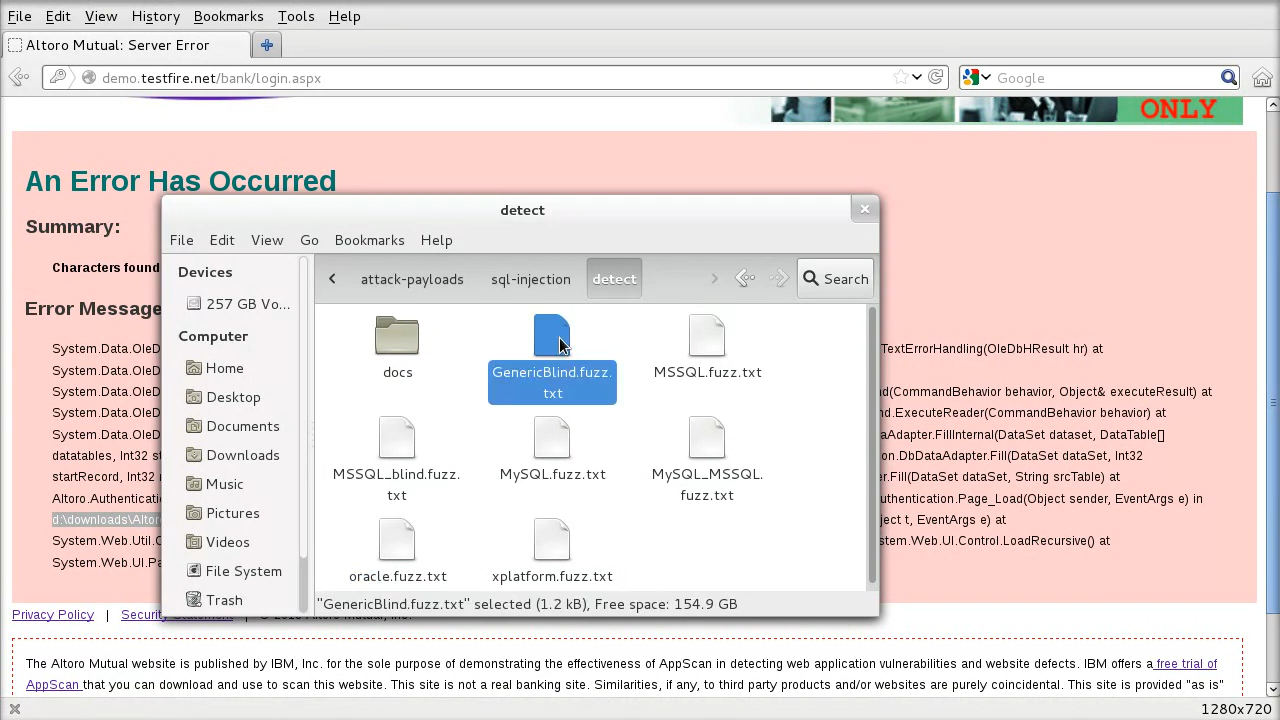 File Edit View History Bookmarks Tools Help
Altoro Mutual: Server Error
demo.testfire.net/bank/login.aspx
Google
ONLY
An Error Has Occurred
Summary:
Characters found
Error Message
System.Data.OleD
TextErrorHandling(OleDbHResult hr) at
System.Data.OleD
d(CommandBehavior behavior, Object& executeResult) at
System.Data.OleD
nd.ExecuteReader(CommandBehavior behavior) at
System.Data.OleD
aAdapter.FillInternal(DataSet dataset, DataTable[]
datatables, Int32 st
on.DbDataAdapter.Fill(DataSet dataSet, Int32
startRecord, Int32 m
r.Fill(DataSet dataSet, String srcTable) at
Altoro.Authentica
uthentication.Page_Load(Object sender, EventArgs e) in
d:\downloads\Altoro
ject t, EventArgs e) at
System.Web.Util.C
System.Web.UI.Control.LoadRecursive() at
System.Web.UI.Pa
detect
File Edit View Go Bookmarks Help
Devices
257 GB Vo...
Computer
Home
Desktop
Documents
Downloads
Music
Pictures
Videos
File System
Trash
attack-payloads sql-injection detect Search
docs
GenericBlind.fuzz.
txt
MSSQL.fuzz.txt
MSSQL_blind.fuzz.
txt
MySQL.fuzz.txt
MySQL_MSSQL.
fuzz.txt
oracle.fuzz.txt
xplatform.fuzz.txt
"GenericBlind.fuzz.txt" selected (1.2 kB), Free space: 154.9 GB
Privacy Policy | Security Statement | © 2010 Altoro Mutual, Inc.
The Altoro Mutual website is published by IBM, Inc. for the sole purpose of demonstrating the effectiveness of AppScan in detecting web application vulnerabilities and website defects. IBM offers a free trial of
AppScan that you can download and use to scan this website. This site is not a real banking site. Similarities, if any, to third party products and/or websites are purely coincidental. This site is provided "as is"
1280x720